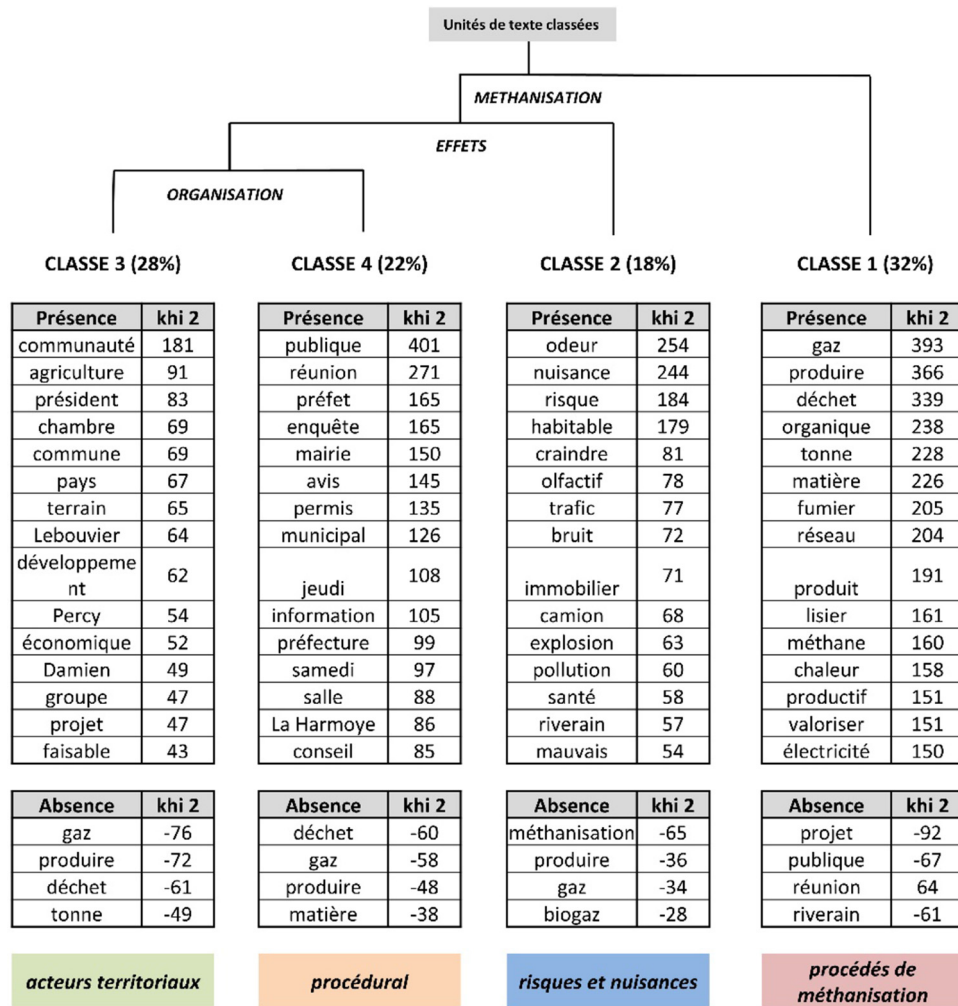 Unités de texte classées
METHANISATION
EFFETS
ORGANISATION
CLASSE 3 (28%)
Présence khi 2
communauté 181
agriculture 91
président 83
chambre 69
commune 69
pays 67
terrain 65
Lebouvier 64
développeme
nt 62
Percy 54
économique 52
Damien 49
groupe 47
projet 47
faisable 43
Absence khi 2
gaz -76
produire -72
déchet -61
tonne -49
acteurs territoriaux
CLASSE 4 (22%)
Présence khi 2
publique 401
réunion 271
préfet 165
enquête 165
mairie 150
avis 145
permis 135
municipal 126
jeudi 108
information 105
préfecture 99
samedi 97
salle 88
La Harmoye 86
conseil 85
Absence khi 2
déchet -60
gaz -58
produire -48
matière -38
procédural
CLASSE 2 (18%)
Présence khi 2
odeur 254
nuisance 244
risque 184
habitable 179
craindre 81
olfactif 78
trafic 77
bruit 72
immobilier 71
camion 68
explosion 63
pollution 60
santé 58
riverain 57
mauvais 54
Absence khi 2
méthanisation -65
produire -36
gaz -34
biogaz -28
risques et nuisances
CLASSE 1 (32%)
Présence khi 2
gaz 393
produire 366
déchet 339
organique 238
tonne 228
matière 226
fumier 205
réseau 204
produit 191
lisier 161
méthane 160
chaleur 158
productif 151
valoriser 151
électricité 150
Absence khi 2
projet -92
publique -67
réunion 64
riverain -61
procédés de
méthanisation